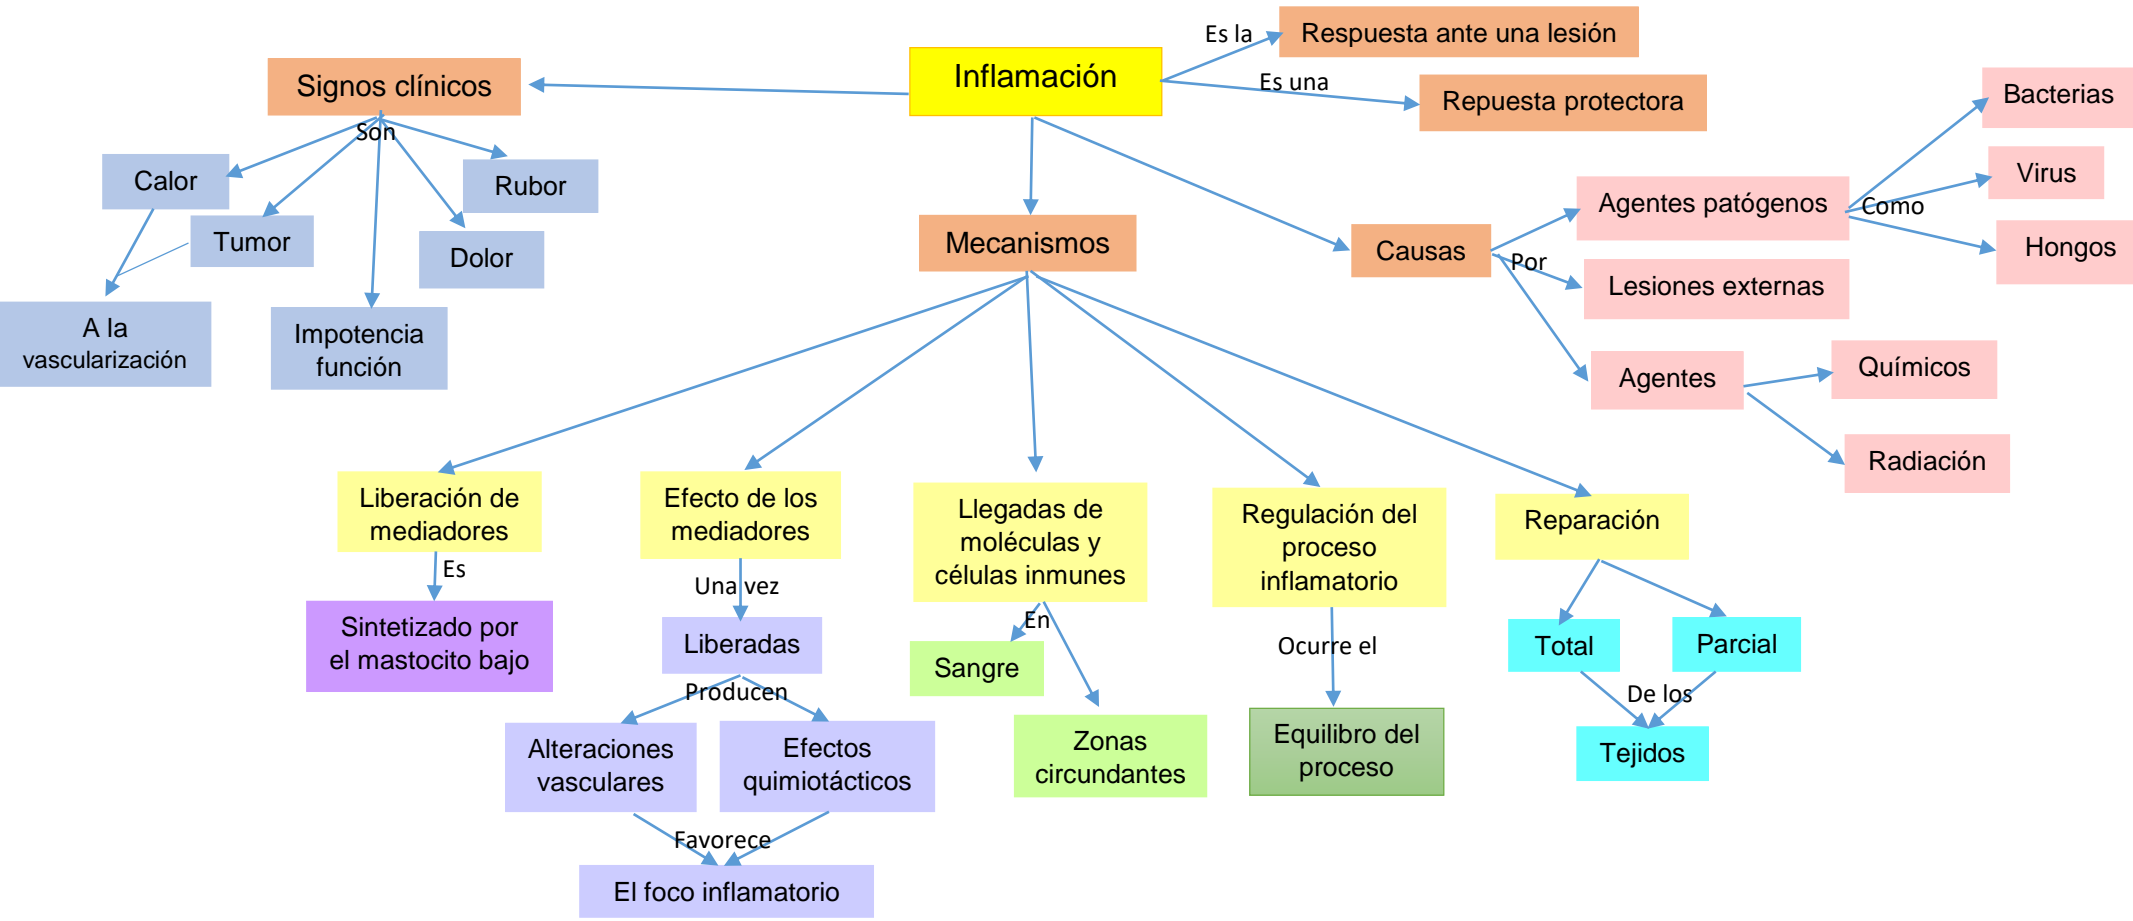 Es la
Respuesta ante una lesión
Inflamación
Signos clínicos
Es una
Repuesta protectora
Bacterias
Son
Calor
Rubor
Virus
Agentes patógenos
Como
Tumor
Dolor
Mecanismos
Causas
Por
Hongos
Lesiones externas
A la
vascularización
Impotencia
función
Agentes
Químicos
Radiación
Liberación de
mediadores
Efecto de los
mediadores
Llegadas de
moléculas y
células inmunes
Regulación del
proceso
inflamatorio
Reparación
Es
Una vez
En
Ocurre el
Sintetizado por
el mastocito bajo
Liberadas
Sangre
Total
Parcial
Producen
De los
Alteraciones
vasculares
Efectos
quimiotácticos
Zonas
circundantes
Equilibro del
proceso
Tejidos
Favorece
El foco inflamatorio